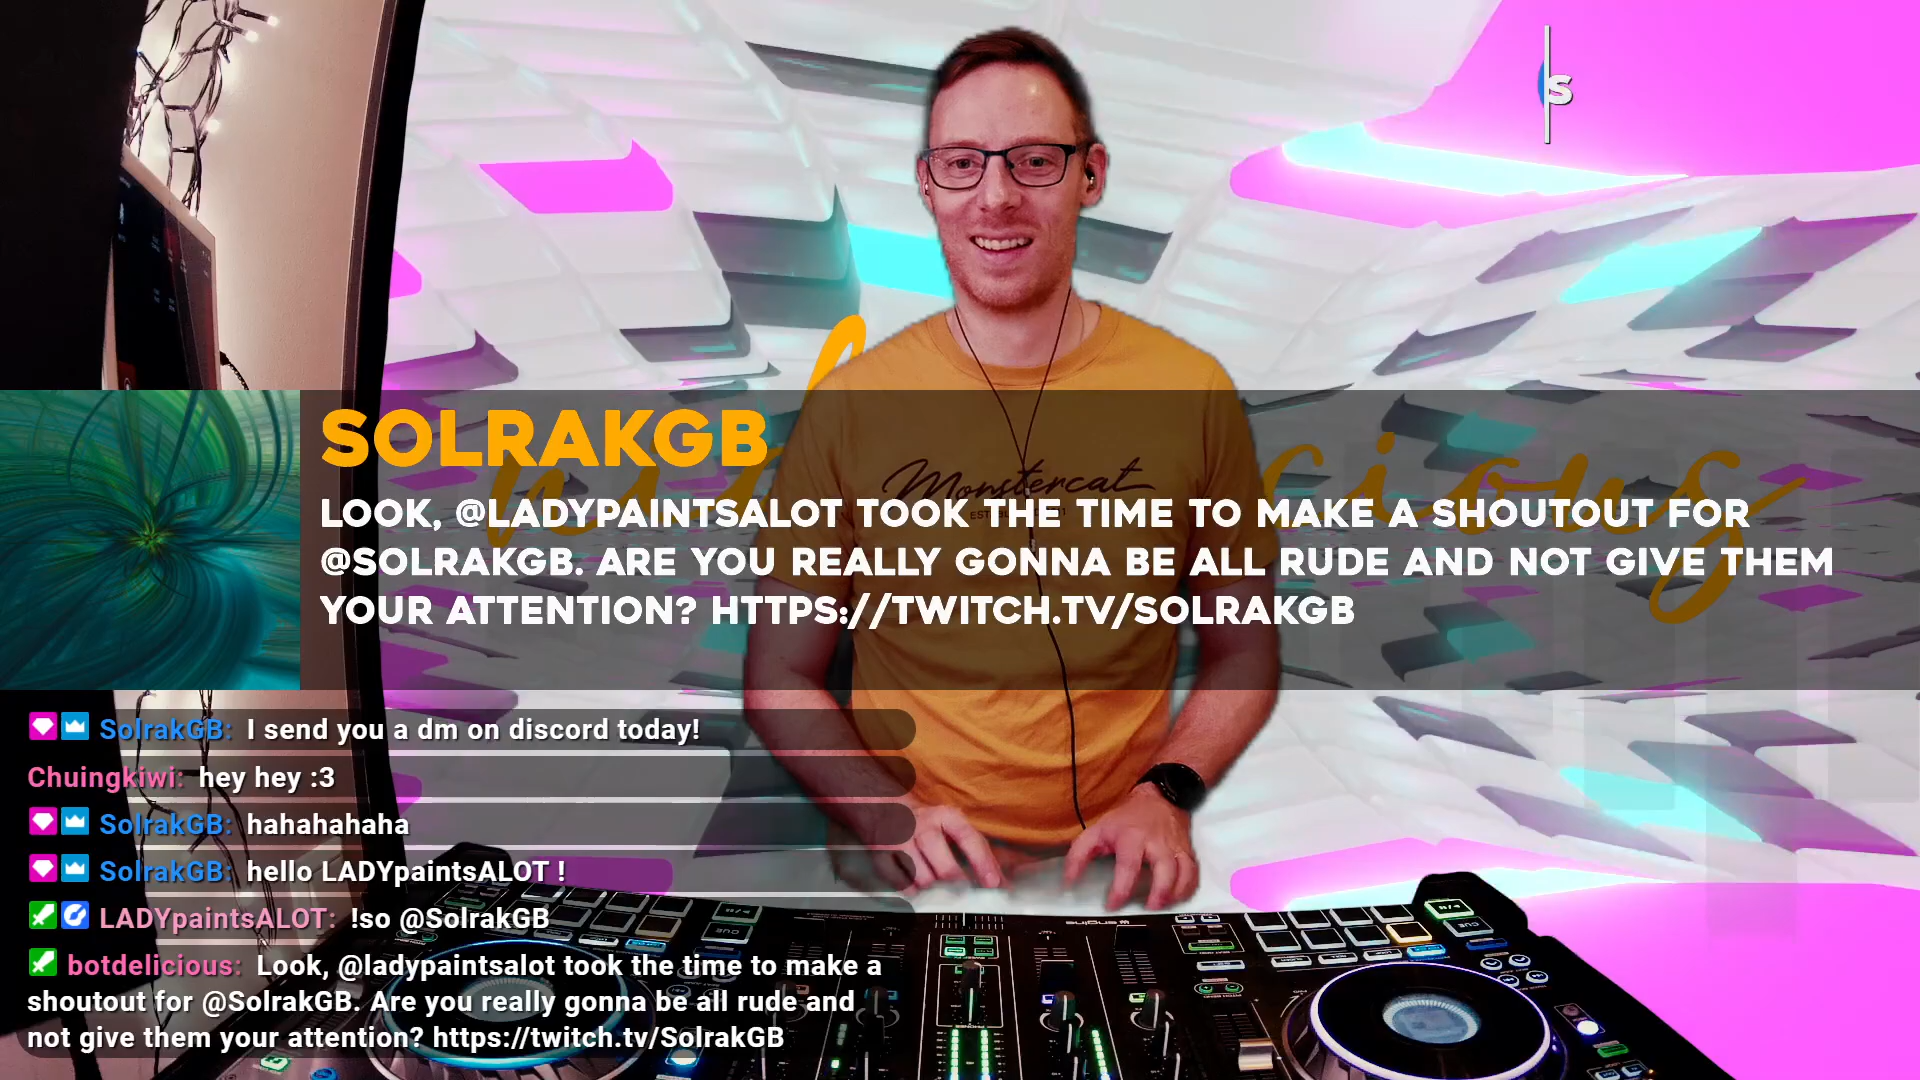 s
SOLRAKGB
Monstercat
LOOK, @LADYPAINTSALOT TOOK THE TIME TO MAKE A SHOUTOUT FOR
@SOLRAKGB. ARE YOU REALLY GONNA BE ALL RUDE AND NOT GIVE THEM
YOUR ATTENTION? HTTPS://TWITCH.TV/SOLRAKGB
SolrakGB: I send you a dm on discord today!
Chuingkiwi: hey hey :3
SolrakGB: hahahahaha
SolrakGB: hello LADYpaintsALOT !
LADYpaintsALOT: !so @SolrakGB
botdelicious: Look, @ladypaintsalot took the time to make a
shoutout for @SolrakGB. Are you really gonna be all rude and
not give them your attention? https://twitch.tv/SolrakGB
CUE
CUE